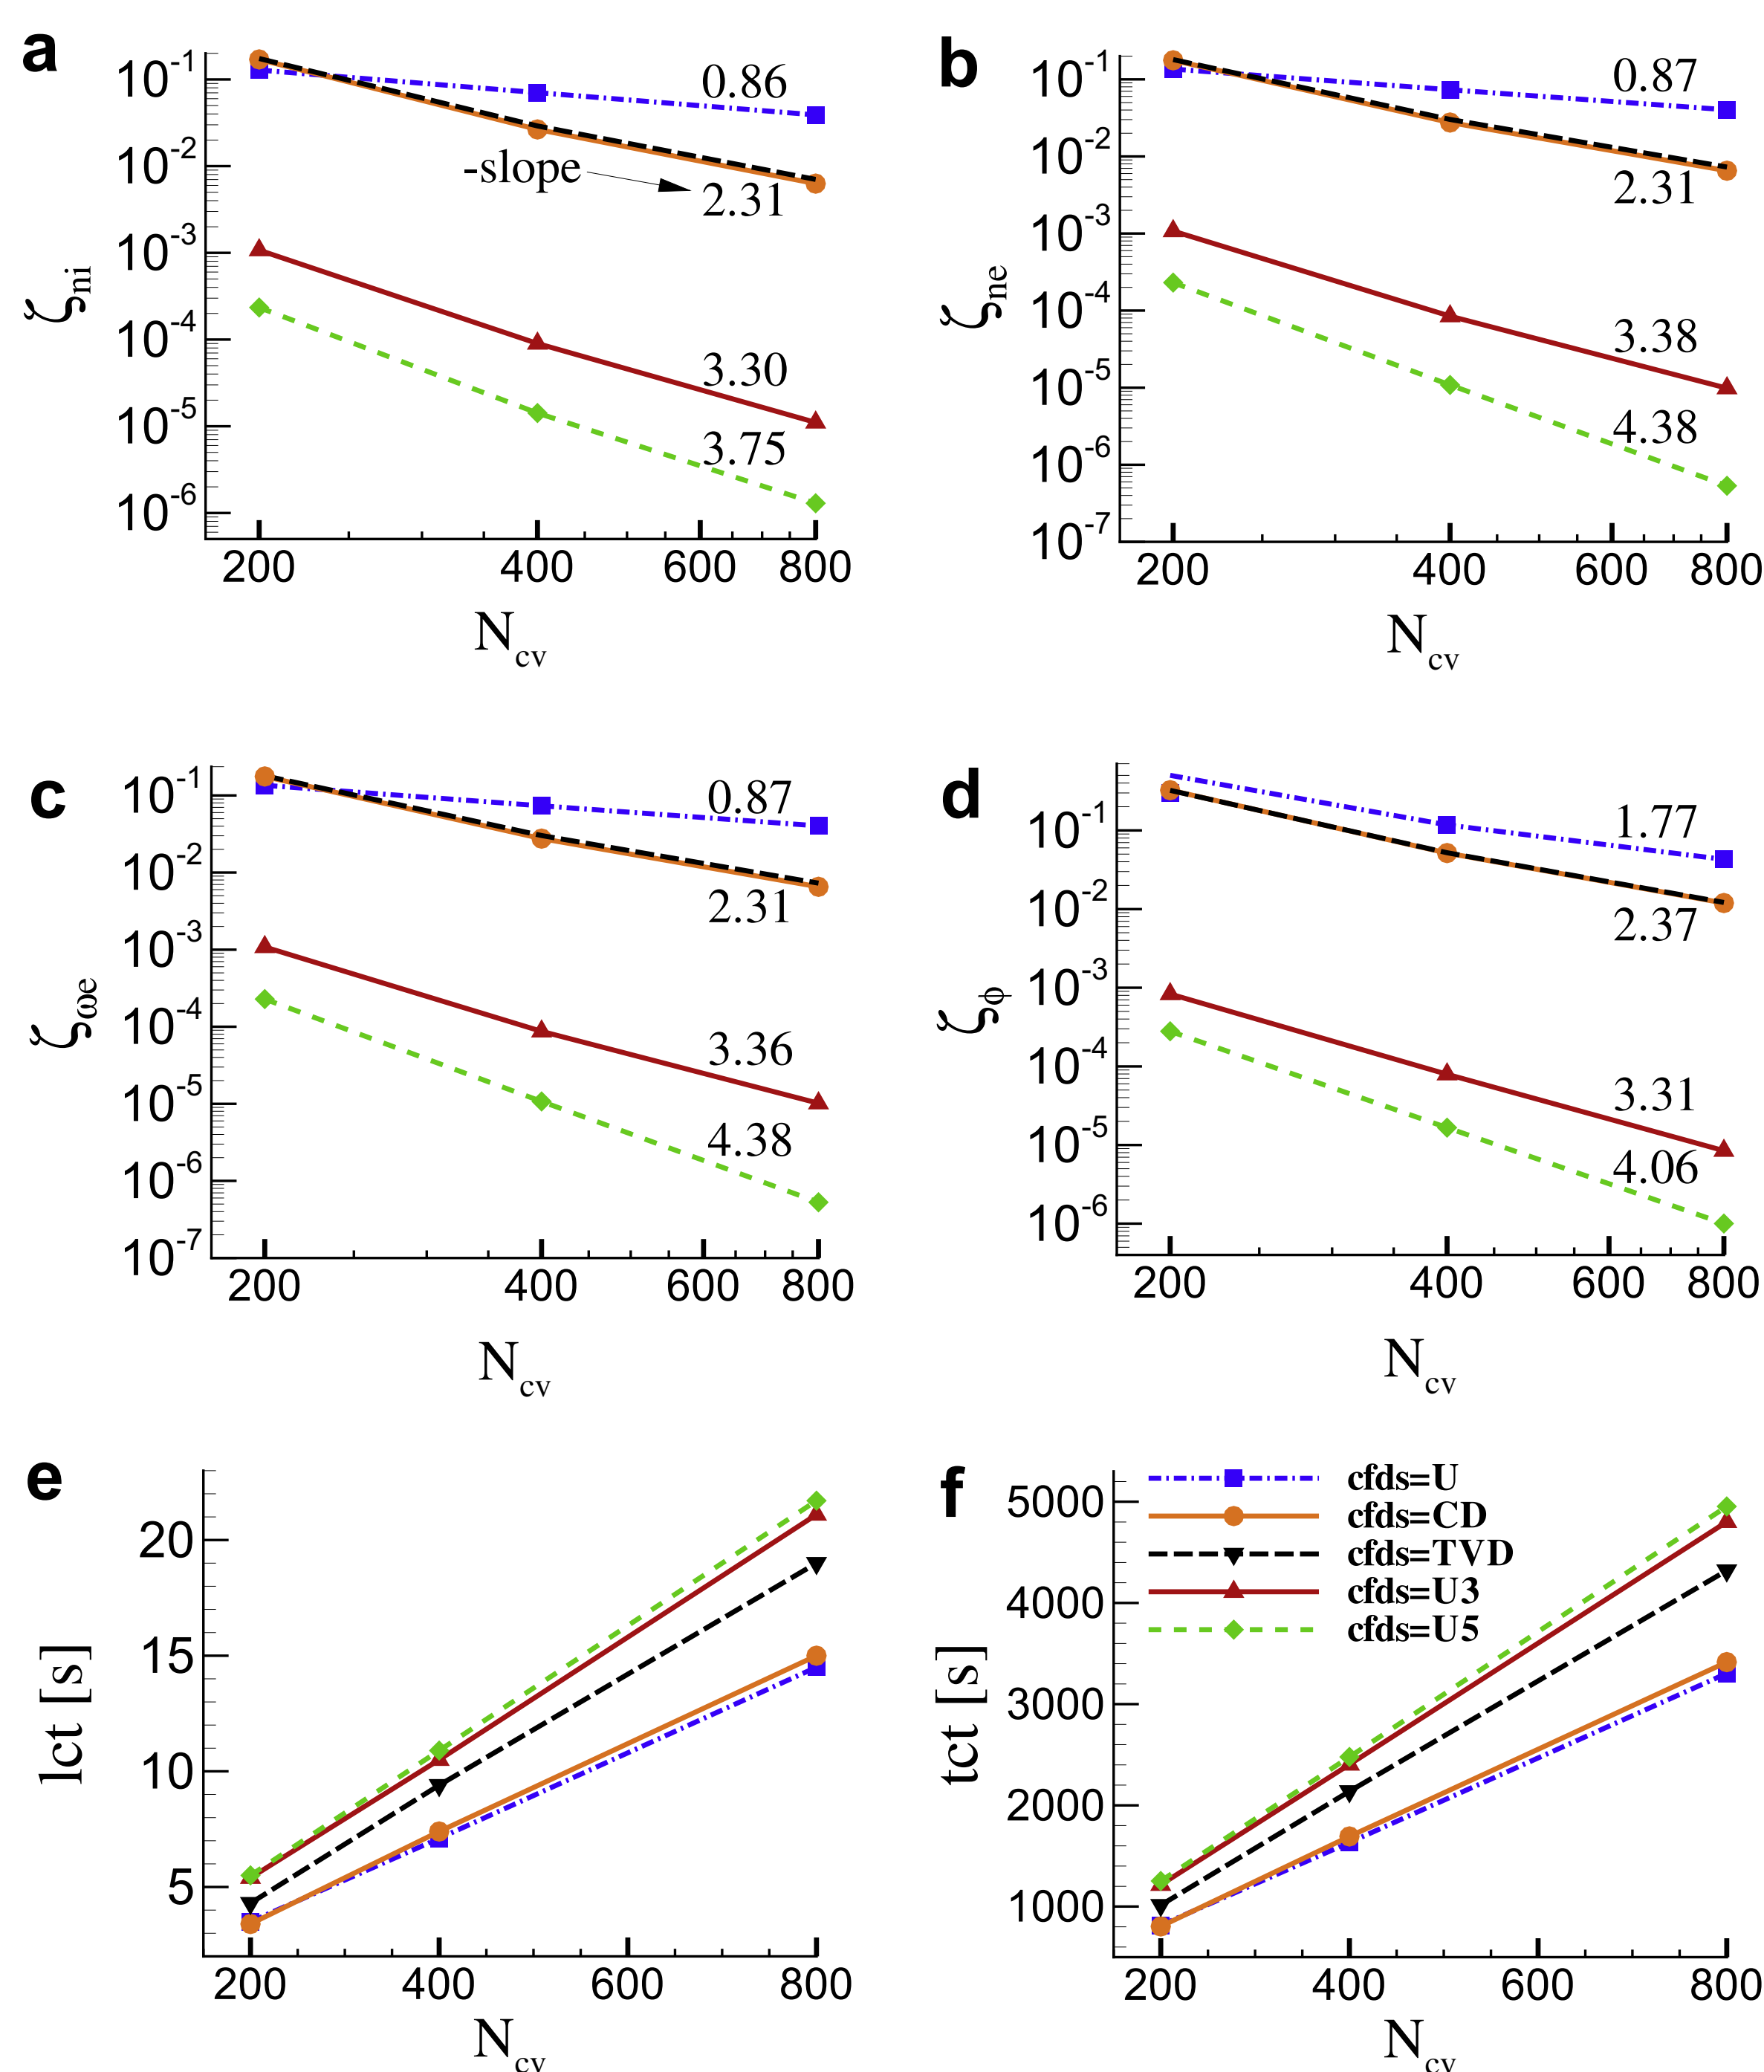 a
10-1
10-2
10-3
10-4
10-5
10-6
ζni
0.86
-slope
2.31
3.30
3.75
200 400 600 800
Ncv
b
10-1
10-2
10-3
10-4
10-5
10-6
10-7
ζne
0.87
2.31
3.38
4.38
200 400 600 800
Ncv
c
10-1
10-2
10-3
10-4
10-5
10-6
10-7
ζωe
0.87
2.31
3.36
4.38
200 400 600 800
Ncv
d
10-1
10-2
10-3
10-4
10-5
10-6
ζϕ
1.77
2.37
3.31
4.06
200 400 600 800
Ncv
e
20
15
10
5
lct [s]
200 400 600 800
Ncv
f
5000
4000
3000
2000
1000
tct [s]
cfds=U
cfds=CD
cfds=TVD
cfds=U3
cfds=U5
200 400 600 800
Ncv